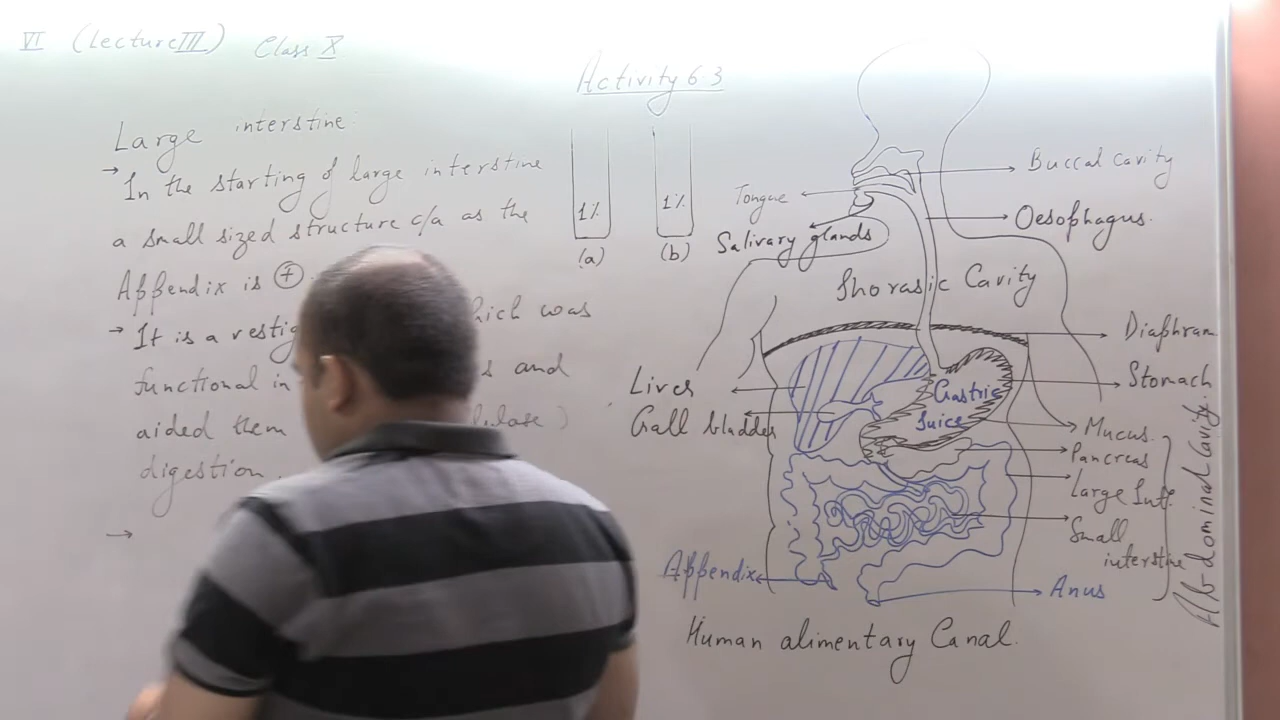 VI (Lecture III) Class X
Large interstine:
→ In the starting of large interstine
a small sized structure c/a as the
Appendix is +
→ It is a vestig
hich was
functional in
s and
aided them
digestion
→
Activity 6.3
1%
1%
(a)
(b)
Tongue
Salivary glands
Buccal cavity
Oesophagus.
Thorasic Cavity
Diaphram
Liver
Gall bladder
Gastric
Juice
Stomach
Mucus
Pancreas
Large Int.
Small
interstine
Appendix
Anus
Abdominal Cavity.
Human alimentary Canal.